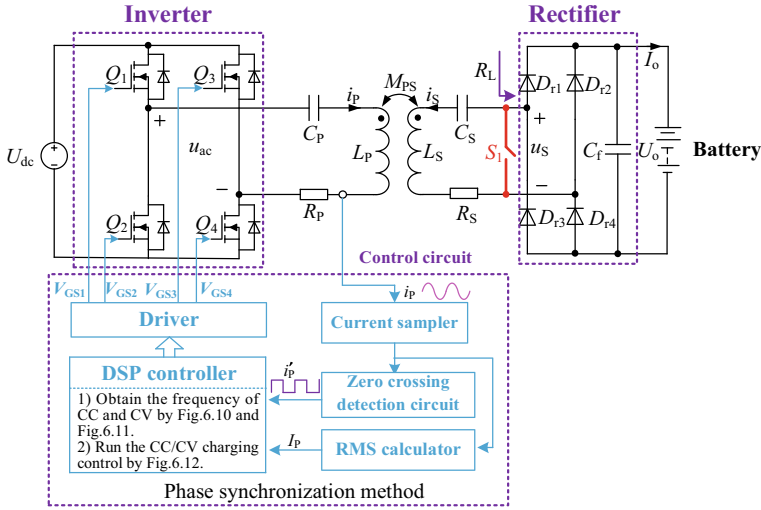 Inverter
Rectifier
Q1
Q3
Q2
Q4
Udc
+
uac
−
CP
iP
MPS
iS
CS
LP
LS
RP
RS
RL
S1
+
uS
−
Dr1
Dr2
Dr3
Dr4
Cf
Io
Uo
Battery
VGS1
VGS2
VGS3
VGS4
Control circuit
iP
Driver
Current sampler
DSP controller
1) Obtain the frequency of
CC and CV by Fig.6.10 and
Fig.6.11.
2) Run the CC/CV charging
control by Fig.6.12.
i'P
Zero crossing
detection circuit
IP
RMS calculator
Phase synchronization method